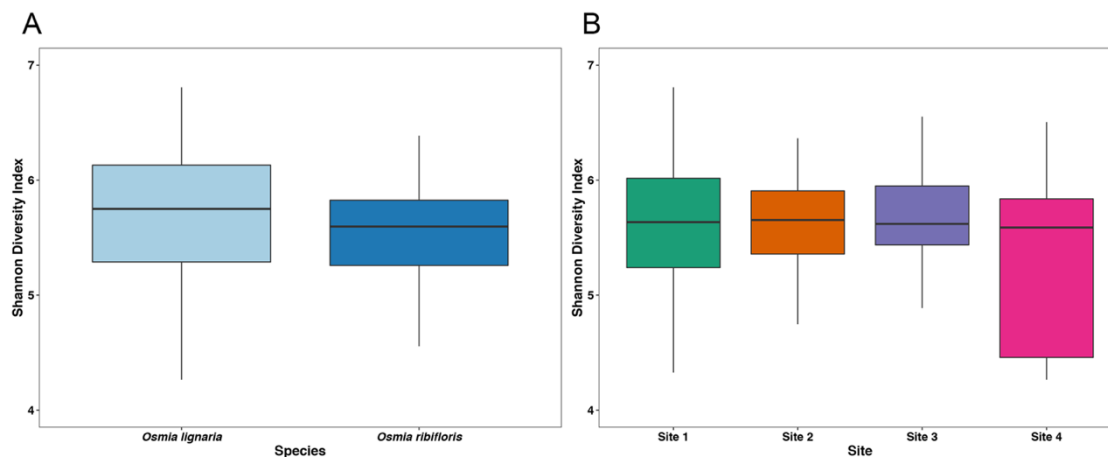 A
Shannon Diversity Index
7
6
5
4
Osmia lignaria
Osmia ribifloris
Species
B
Shannon Diversity Index
7
6
5
4
Site 1
Site 2
Site 3
Site 4
Site